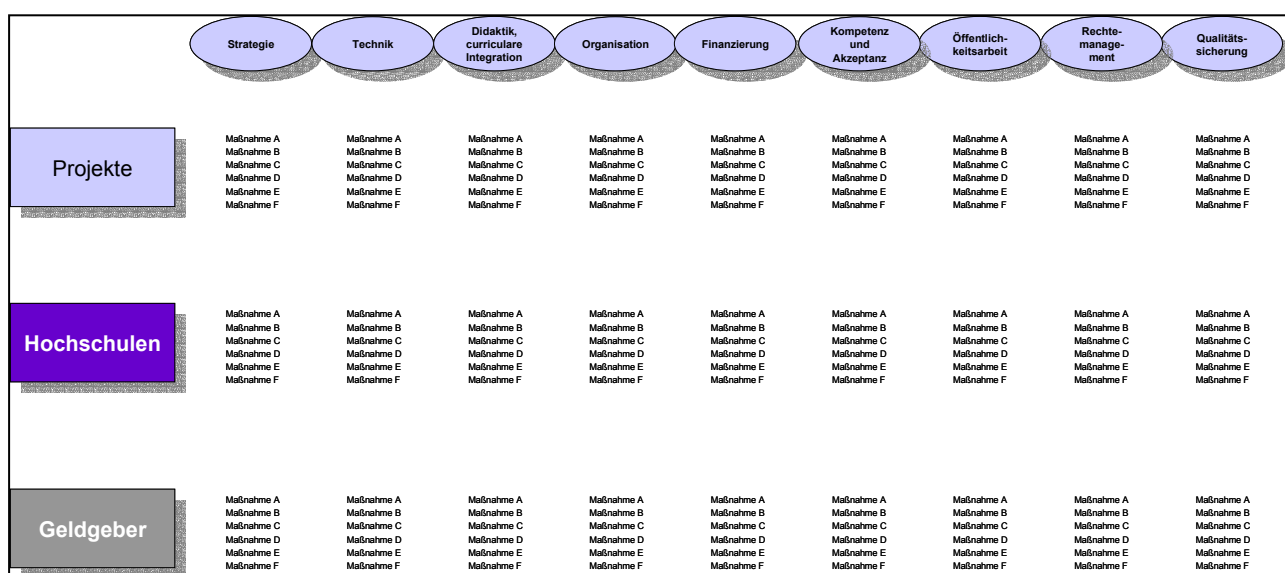 Strategie Technik Didaktik, curriculare Integration Organisation Finanzierung Kompetenz und Akzeptanz Öffentlich-keitsarbeit Rechte-manage-ment Qualitäts-sicherung
Projekte
Maßnahme A Maßnahme A Maßnahme A Maßnahme A Maßnahme A Maßnahme A Maßnahme A Maßnahme A Maßnahme A
Maßnahme B Maßnahme B Maßnahme B Maßnahme B Maßnahme B Maßnahme B Maßnahme B Maßnahme B Maßnahme B
Maßnahme C Maßnahme C Maßnahme C Maßnahme C Maßnahme C Maßnahme C Maßnahme C Maßnahme C Maßnahme C
Maßnahme D Maßnahme D Maßnahme D Maßnahme D Maßnahme D Maßnahme D Maßnahme D Maßnahme D Maßnahme D
Maßnahme E Maßnahme E Maßnahme E Maßnahme E Maßnahme E Maßnahme E Maßnahme E Maßnahme E Maßnahme E
Maßnahme F Maßnahme F Maßnahme F Maßnahme F Maßnahme F Maßnahme F Maßnahme F Maßnahme F Maßnahme F
Hochschulen
Maßnahme A Maßnahme A Maßnahme A Maßnahme A Maßnahme A Maßnahme A Maßnahme A Maßnahme A Maßnahme A
Maßnahme B Maßnahme B Maßnahme B Maßnahme B Maßnahme B Maßnahme B Maßnahme B Maßnahme B Maßnahme B
Maßnahme C Maßnahme C Maßnahme C Maßnahme C Maßnahme C Maßnahme C Maßnahme C Maßnahme C Maßnahme C
Maßnahme D Maßnahme D Maßnahme D Maßnahme D Maßnahme D Maßnahme D Maßnahme D Maßnahme D Maßnahme D
Maßnahme E Maßnahme E Maßnahme E Maßnahme E Maßnahme E Maßnahme E Maßnahme E Maßnahme E Maßnahme E
Maßnahme F Maßnahme F Maßnahme F Maßnahme F Maßnahme F Maßnahme F Maßnahme F Maßnahme F Maßnahme F
Geldgeber
Maßnahme A Maßnahme A Maßnahme A Maßnahme A Maßnahme A Maßnahme A Maßnahme A Maßnahme A Maßnahme A
Maßnahme B Maßnahme B Maßnahme B Maßnahme B Maßnahme B Maßnahme B Maßnahme B Maßnahme B Maßnahme B
Maßnahme C Maßnahme C Maßnahme C Maßnahme C Maßnahme C Maßnahme C Maßnahme C Maßnahme C Maßnahme C
Maßnahme D Maßnahme D Maßnahme D Maßnahme D Maßnahme D Maßnahme D Maßnahme D Maßnahme D Maßnahme D
Maßnahme E Maßnahme E Maßnahme E Maßnahme E Maßnahme E Maßnahme E Maßnahme E Maßnahme E Maßnahme E
Maßnahme F Maßnahme F Maßnahme F Maßnahme F Maßnahme F Maßnahme F Maßnahme F Maßnahme F Maßnahme F